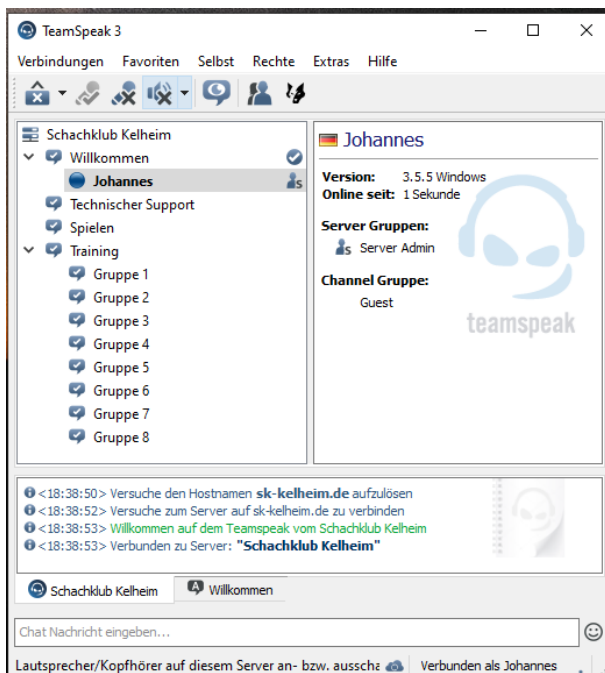 TeamSpeak 3
Verbindungen Favoriten Selbst Rechte Extras Hilfe
Schachklub Kelheim
Willkommen
Johannes
Technischer Support
Spielen
Training
Gruppe 1
Gruppe 2
Gruppe 3
Gruppe 4
Gruppe 5
Gruppe 6
Gruppe 7
Gruppe 8
Johannes
Version: 3.5.5 Windows
Online seit: 1 Sekunde
Server Gruppen:
S Server Admin
Channel Gruppe:
Guest
teamspeak
<18:38:50> Versuche den Hostnamen sk-kelheim.de aufzulösen
<18:38:52> Versuche zum Server auf sk-kelheim.de zu verbinden
<18:38:53> Willkommen auf dem Teamspeak vom Schachklub Kelheim
<18:38:53> Verbunden zu Server: "Schachklub Kelheim"
Schachklub Kelheim A Willkommen
Chat Nachricht eingeben...
Lautsprecher/Kopfhörer auf diesem Server an- bzw. ausscha Verbunden als Johannes